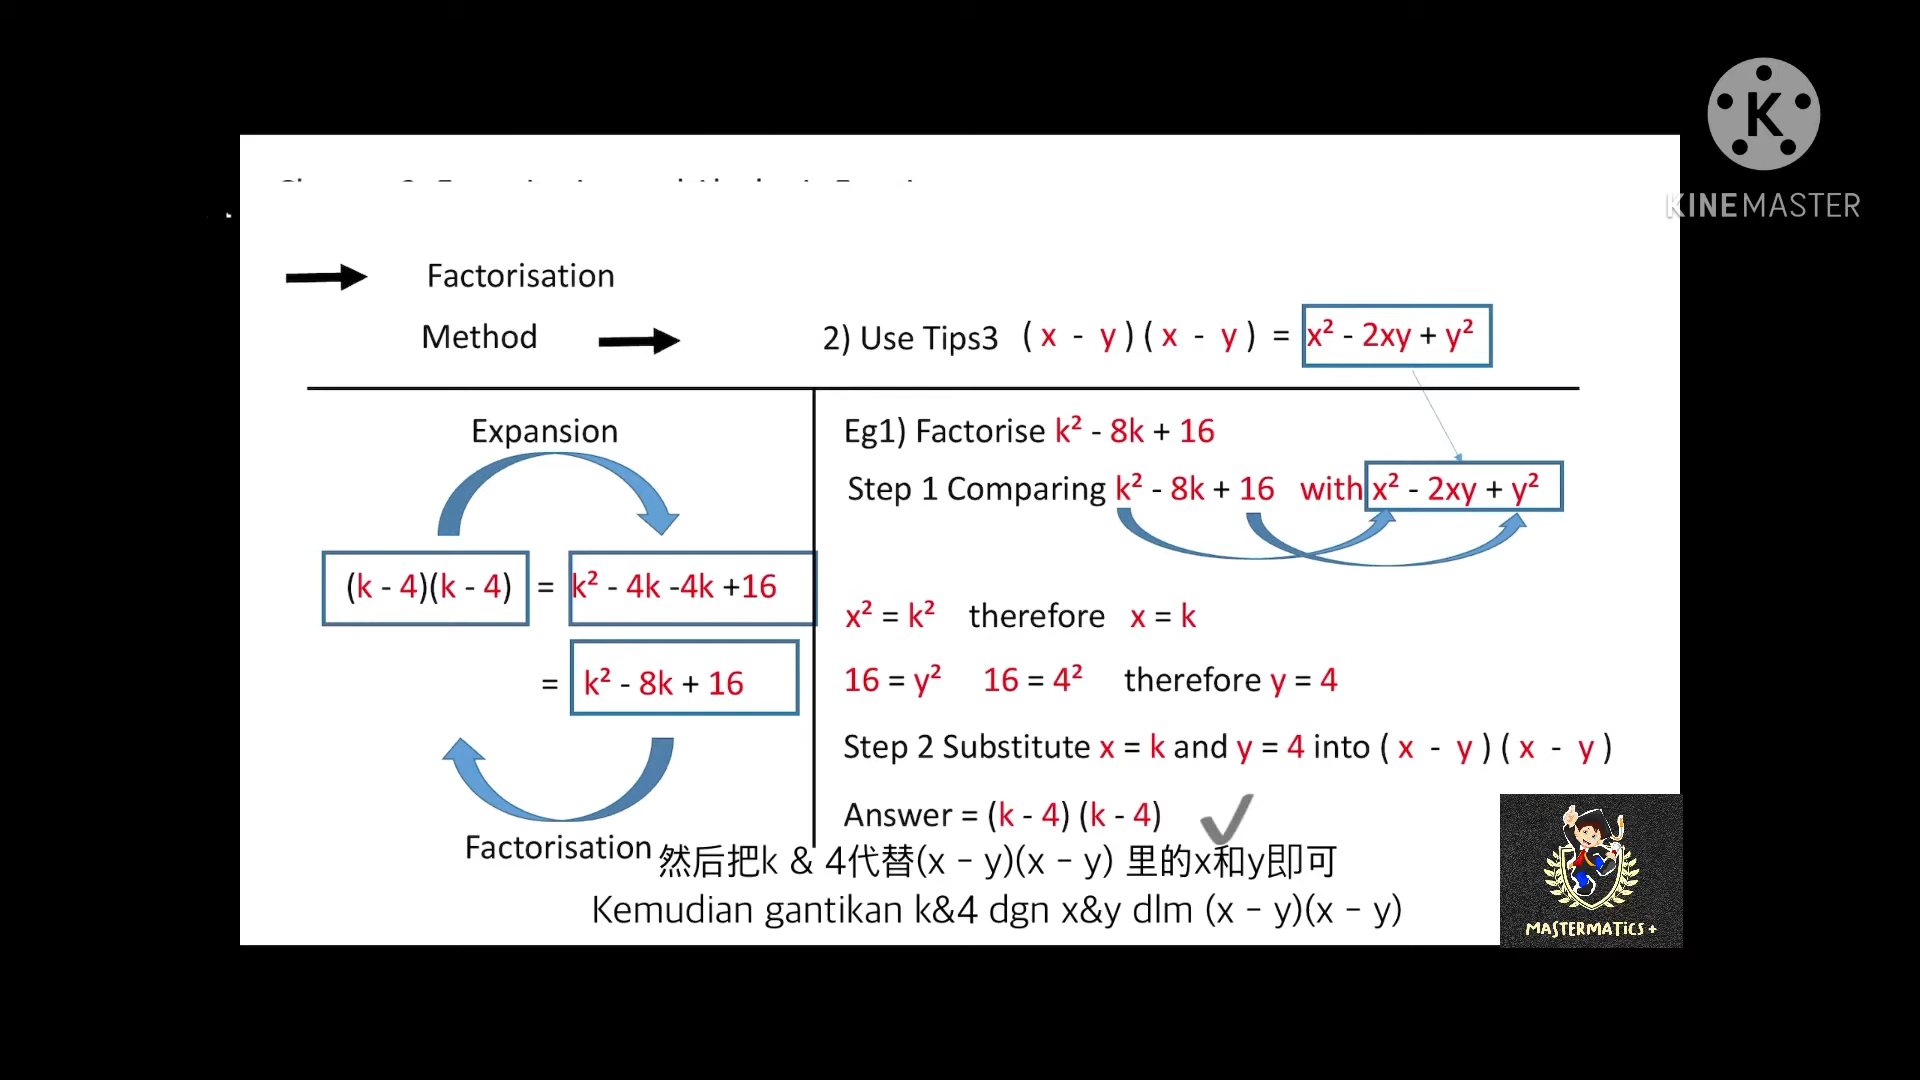 K
KINEMASTER
Factorisation
Method
2) Use Tips3 ( x - y ) ( x - y ) = x² - 2xy + y²
Expansion
(k - 4)(k - 4) = k² - 4k -4k +16
= k² - 8k + 16
Factorisation
Eg1) Factorise k² - 8k + 16
Step 1 Comparing k² - 8k + 16 with x² - 2xy + y²
x² = k² therefore x = k
16 = y² 16 = 4² therefore y = 4
Step 2 Substitute x = k and y = 4 into ( x - y ) ( x - y )
Answer = (k - 4) (k - 4)
然后把k & 4代替(x - y)(x - y) 里的x和y即可
Kemudian gantikan k&4 dgn x&y dlm (x - y)(x - y)
MASTERMATICS +